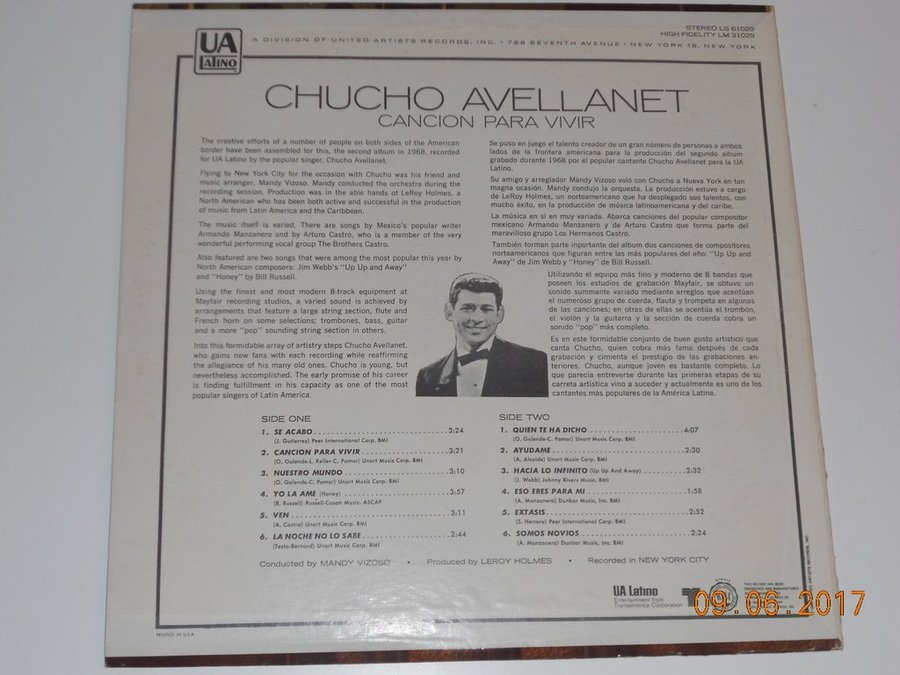 UA
LATINO
A DIVISION OF UNITED ARTISTS RECORDS, INC. • 729 SEVENTH AVENUE • NEW YORK 19, NEW YORK
STEREO LS 61029
HIGH FIDELITY LM 31029
CHUCHO AVELLANET
CANCION PARA VIVIR
The creative efforts of a number of people on both sides of the American
border have been assembled for this, the second album in 1968, recorded
for UA Latino by the popular singer, Chucho Avellanet.
Flying to New York City for the occasion with Chucho was his friend and
music arranger, Mandy Vizoso. Mandy conducted the orchestra during the
recording session. Production was in the able hands of LeRoy Holmes, a
North American who has been both active and successful in the production
of music from Latin America and the Caribbean.
The music itself is varied. There are songs by Mexico's popular writer
Armando Manzanero and by Arturo Castro, who is a member of the very
wonderful performing vocal group The Brothers Castro.
Also featured are two songs that were among the most popular this year by
North American composers: Jim Webb's "Up Up and Away"
and "Honey" by Bill Russell.
Using the finest and most modern 8-track equipment at
Mayfair recording studios, a varied sound is achieved by
arrangements that feature a large string section, flute and
French horn on some selections; trombones, bass, guitar
and a more "pop" sounding string section in others.
Into this formidable array of artistry steps Chucho Avellanet,
who gains new fans with each recording while reaffirming
the allegiance of his many old ones. Chucho is young, but
nevertheless accomplished. The early promise of his career
is finding fulfillment in his capacity as one of the most
popular singers of Latin America.
Se puso en juego el talento creador de un gran número de personas a ambos
lados de la frontera americana para la producción del segundo album
grabado durante 1968 por el popular cantante Chucho Avellanet para la UA
Latino.
Su amigo y arreglador Mandy Vizoso voló con Chucho a Nueva York en tan
magna ocasión. Mandy condujo la orquesta. La producción estuvo a cargo
de LeRoy Holmes, un norteamericano que ha desplegado sus talentos, con
mucho éxito, en la producción de música latinoamericana y del caribe.
La música en si en muy variada. Abarca canciones del popular compositor
mexicano Armando Manzanero y de Arturo Castro que forma parte del
maravilloso grupo Los Hermanos Castro.
También forman parte importante del album dos canciones de compositores
norteamericanos que figuran entre las más populares del año: "Up Up and
Away" de Jim Webb y "Honey" de Bill Russell.
Utilizando el equipo más fino y moderno de 8 bandas que
poseen los estudios de grabación Mayfair, se obtuvo un
sonido summante variado mediante arreglos que acentúan
el numeroso grupo de cuerda, flauta y trompeta en algunas
de las canciones; en otras de ellas se acentúa el trombón,
el violón y la guitarra y la sección de cuerda cobra un
sonido "pop" más completo.
Es en este formidable conjunto de buen gusto artístico que
canta Chucho, quien cobra más fama después de cada
grabación y cimienta el prestigio de las grabaciones an-
teriores. Chucho, aunque joven es bastante completo. Lo
que parecía entreverse durante las primeras etapas de su
carreta artística vino a suceder y actualmente es uno de los
cantantes más populares de la América Latina.
SIDE ONE
1. SE ACABO 3:24
(J. Gutierrez) Peer International Corp. BMI
2. CANCION PARA VIVIR 3:21
(O. Galende-L. Keller-C. Pomar) Unart Music Corp. BMI
3. NUESTRO MUNDO 3:10
(O. Galende-C. Pomar) Unart Music Corp. BMI
4. YO LA AME (Honey) 3:57
(B. Russell) Russell-Cason Music. ASCAP
5. VEN 3:11
(A. Castro) Unart Music Corp. BMI
6. LA NOCHE NO LO SABE 2:44
(Texto-Bernard) Unart Music Corp. BMI
SIDE TWO
1. QUIEN TE HA DICHO 4:07
(O. Galende-C. Pomar) Unart Music Corp. BMI
2. AYUDAME 2:30
(A. Alcaide) Unart Music Corp. BMI
3. HACIA LO INFINITO (Up Up And Away) 2:32
(J. Webb) Johnny Rivers Music. BMI
4. ESO ERES PARA MI 1:58
(A. Manzanero) Dunbar Music, Inc. BMI
5. EXTASIS 2:52
(S. Herrero) Peer International Corp. BMI
6. SOMOS NOVIOS 2:24
(A. Manzanero) Dunbar Music, Inc. BMI
Conducted by MANDY VIZOSO • Produced by LEROY HOLMES • Recorded in NEW YORK CITY
UA Latino
Entertainment from
Transamerica Corporation
THIS RECORD HAS BEEN
PRINTED IN U.S.A.
09.06.2017